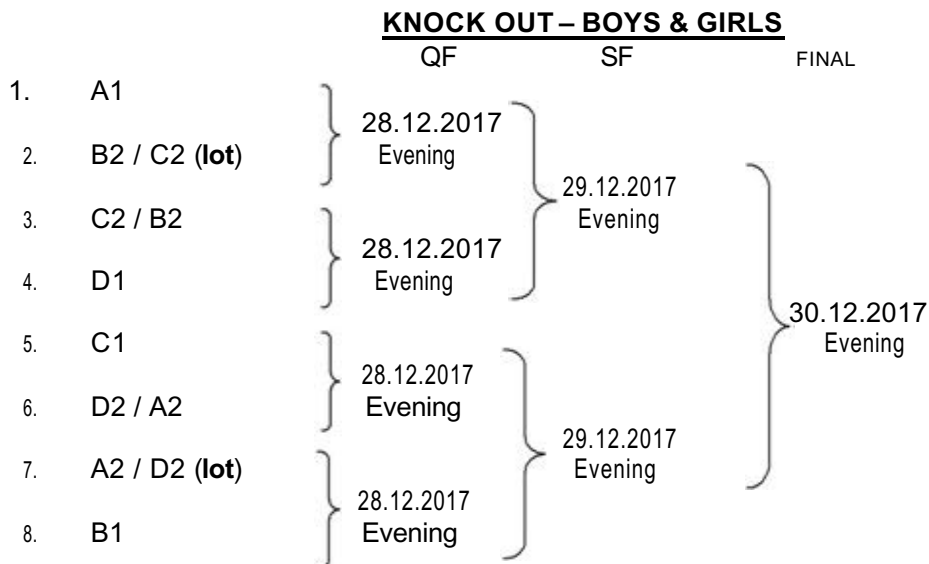 KNOCK OUT – BOYS & GIRLS
QF SF FINAL
1. A1
28.12.2017
Evening
2. B2 / C2 (lot)
29.12.2017
Evening
3. C2 / B2
28.12.2017
Evening
4. D1
30.12.2017
Evening
5. C1
28.12.2017
Evening
6. D2 / A2
29.12.2017
Evening
7. A2 / D2 (lot)
28.12.2017
Evening
8. B1